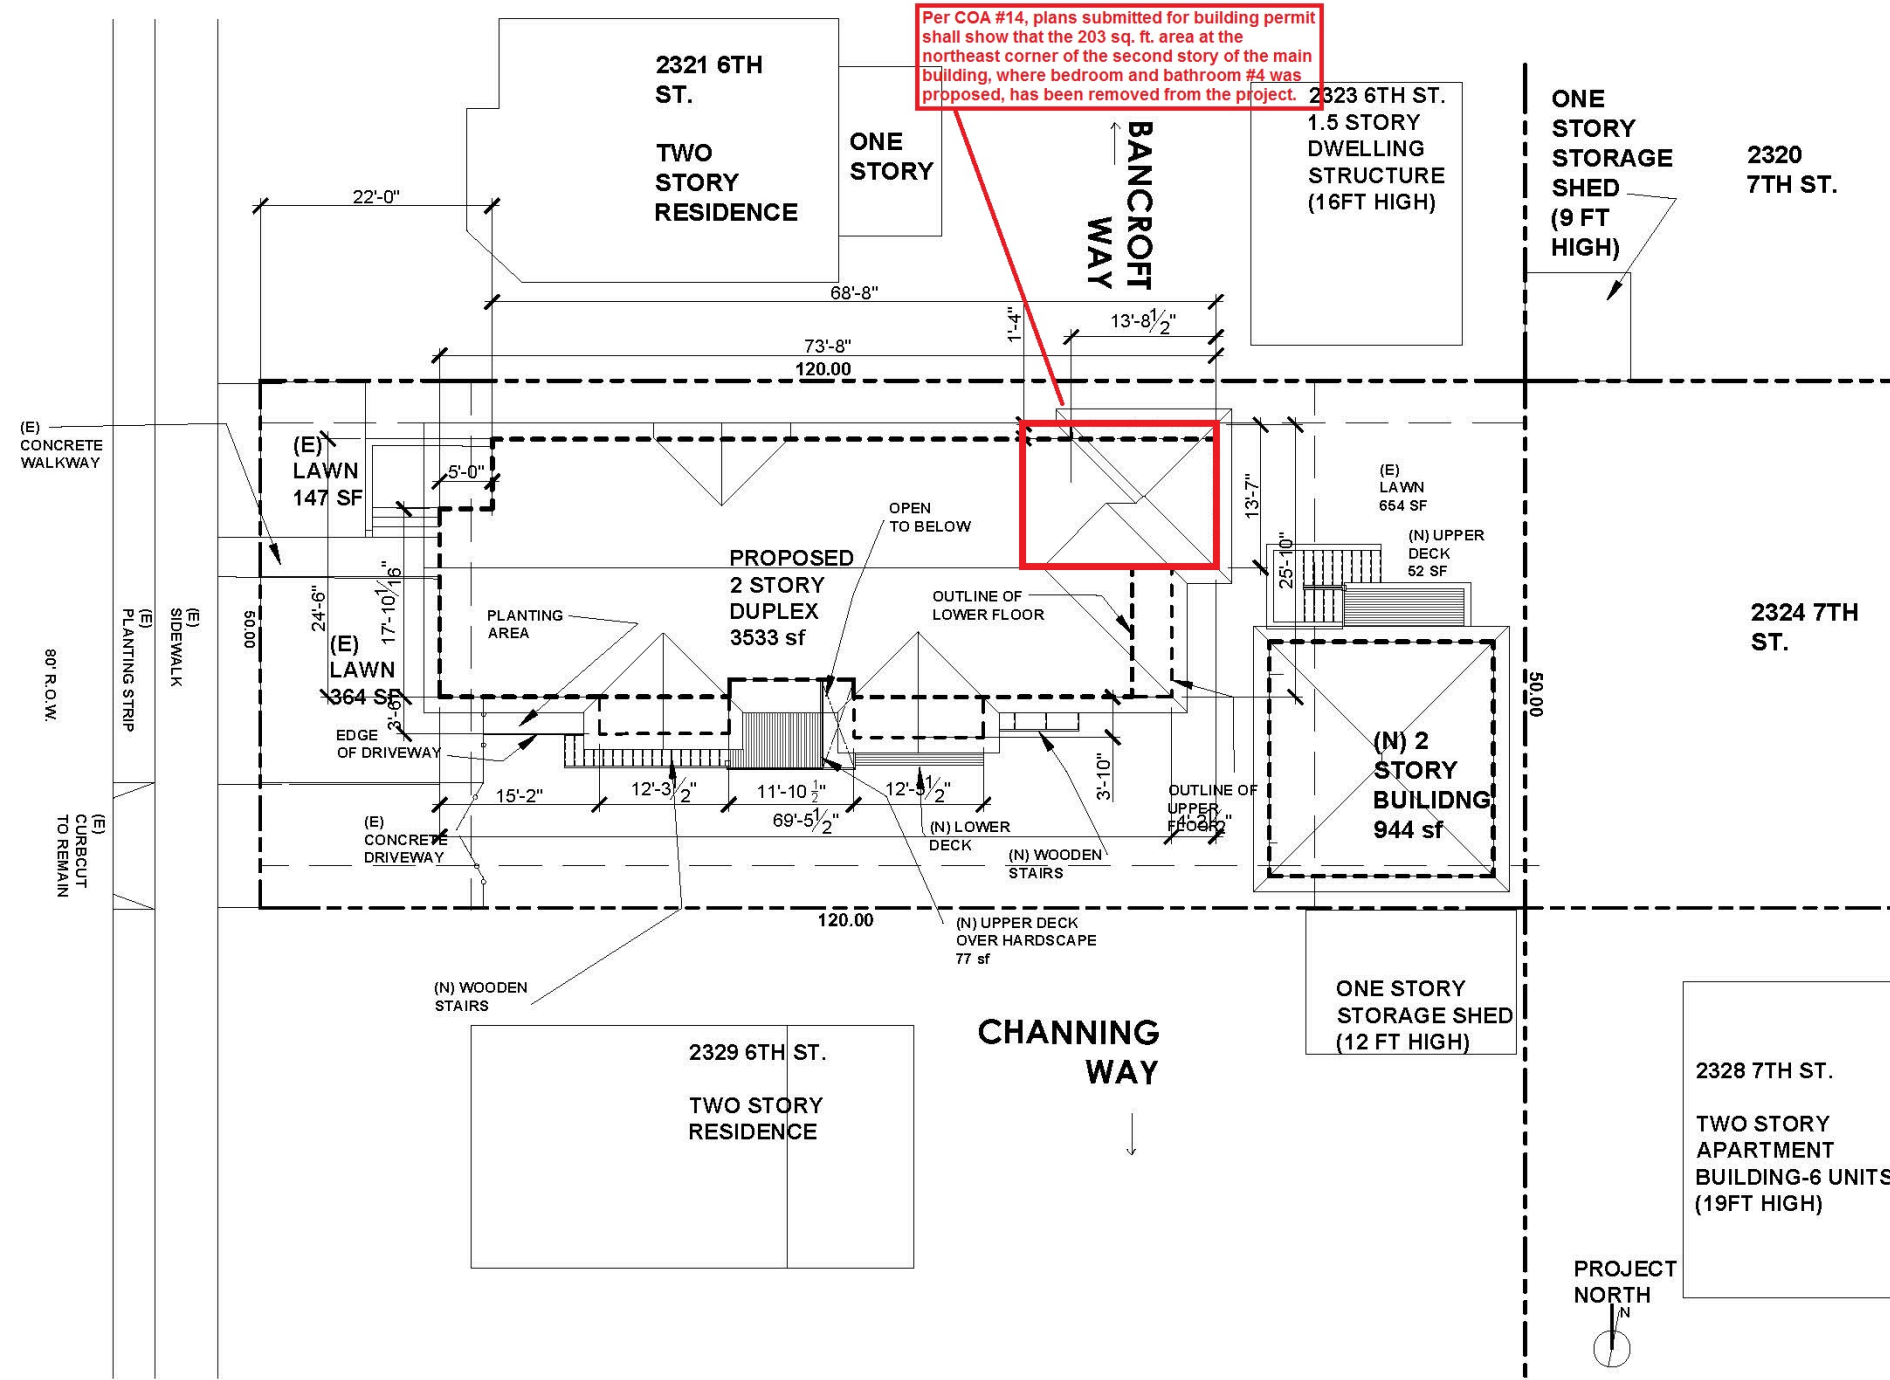 Per COA #14, plans submitted for building permit
shall show that the 203 sq. ft. area at the
northeast corner of the second story of the main
building, where bedroom and bathroom #4 was
proposed, has been removed from the project.
2321 6TH
ST.
TWO
STORY
RESIDENCE
ONE
STORY
BANCROFT
WAY
2323 6TH ST.
1.5 STORY
DWELLING
STRUCTURE
(16FT HIGH)
ONE
STORY
STORAGE
SHED
(9 FT
HIGH)
2320
7TH ST.
22'-0"
68'-8"
1'-4"
13'-8 1/2"
73'-8"
120.00
(E)
CONCRETE
WALKWAY
(E)
LAWN
147 SF
5'-0"
OPEN
TO BELOW
13'-7"
25'-10"
(E)
LAWN
654 SF
(N) UPPER
DECK
52 SF
PROPOSED
2 STORY
DUPLEX
3533 sf
OUTLINE OF
LOWER FLOOR
PLANTING
AREA
24'-6"
17'-10 1/16"
(E)
LAWN
364 SF
3'-6"
50.00
(E)
SIDEWALK
(E)
PLANTING STRIP
80' R.O.W.
2324 7TH
ST.
50.00
EDGE
OF DRIVEWAY
(N) 2
STORY
BUILIDNG
944 sf
15'-2"
12'-3 1/2"
11'-10 1/2"
12'-5 1/2"
3'-10"
69'-5 1/2"
OUTLINE OF
UPPER
FLOOR
4'-2 1/2"
(E)
CONCRETE
DRIVEWAY
(N) LOWER
DECK
(N) WOODEN
STAIRS
(E)
CURBCUT
TO REMAIN
120.00
(N) UPPER DECK
OVER HARDSCAPE
77 sf
(N) WOODEN
STAIRS
CHANNING
WAY
ONE STORY
STORAGE SHED
(12 FT HIGH)
2329 6TH ST.
TWO STORY
RESIDENCE
2328 7TH ST.
TWO STORY
APARTMENT
BUILDING-6 UNITS
(19FT HIGH)
PROJECT
NORTH
N